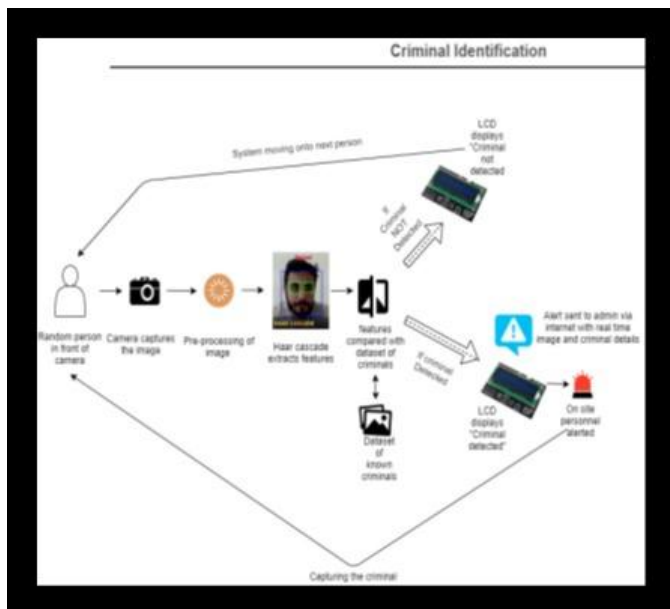 Criminal Identification
LCD
displays
"Criminal
not
detected
System moving onto next person
If
Criminal
NOT
Detected
Random person
in front of
camera
Camera captures
the image
Pre-processing of
image
Haar cascade
extracts features
features
compared with
dataset of
criminals
If criminal
Detected
Alert sent to admin via
internet with real time
image and criminal details
LCD
displays
"Criminal
detected"
On site
personnel
alerted
Dataset
of
known
criminals
Capturing the criminal